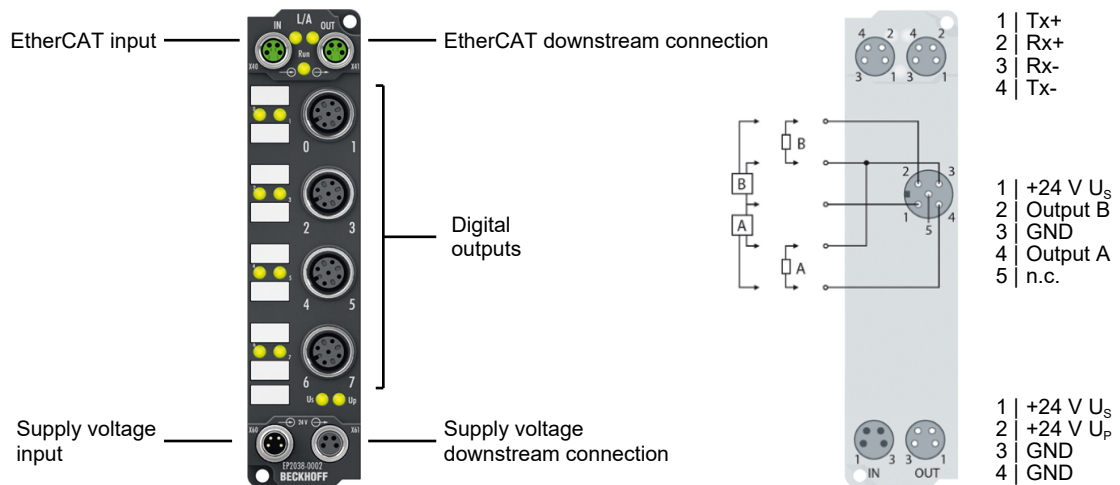 EtherCAT input
L/A
IN
OUT
Run
X40
X41
EtherCAT downstream connection
0
1
2
3
4
5
6
7
Digital
outputs
Us
Up
24 V
X60
X61
EP2038-0002
BECKHOFF
Supply voltage
input
Supply voltage
downstream connection
4 2 4 2
3 1 3 1
1 | Tx+
2 | Rx+
3 | Rx-
4 | Tx-
B
B
A
A
2 3
1 4
5
1 | +24 V Us
2 | Output B
3 | GND
4 | Output A
5 | n.c.
1 3 3 1
IN OUT
1 | +24 V Us
2 | +24 V UP
3 | GND
4 | GND